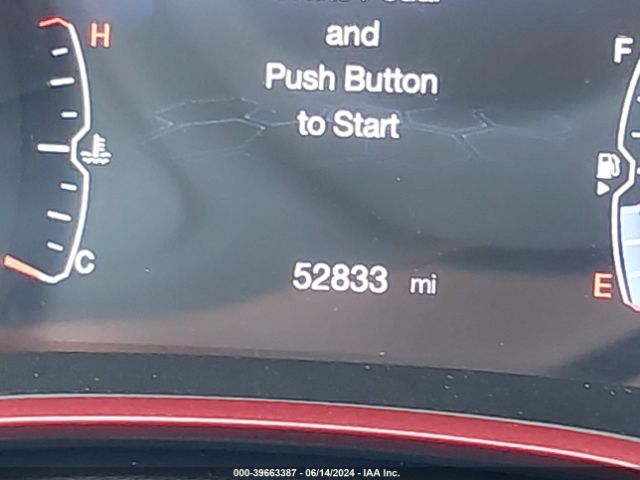 and
Push Button
to Start
H
F
C
52833 mi
E
000-39663387 - 06/14/2024 - IAA Inc.